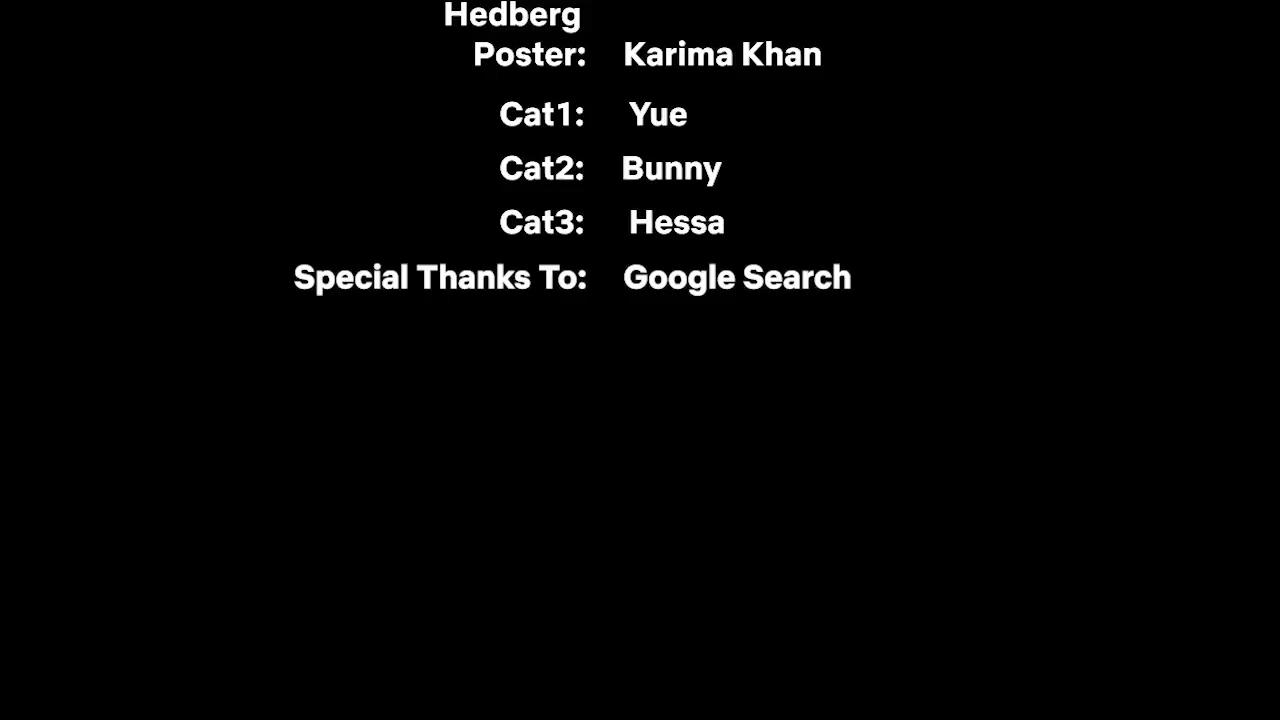 Hedberg
Poster: Karima Khan
Cat1: Yue
Cat2: Bunny
Cat3: Hessa
Special Thanks To: Google Search